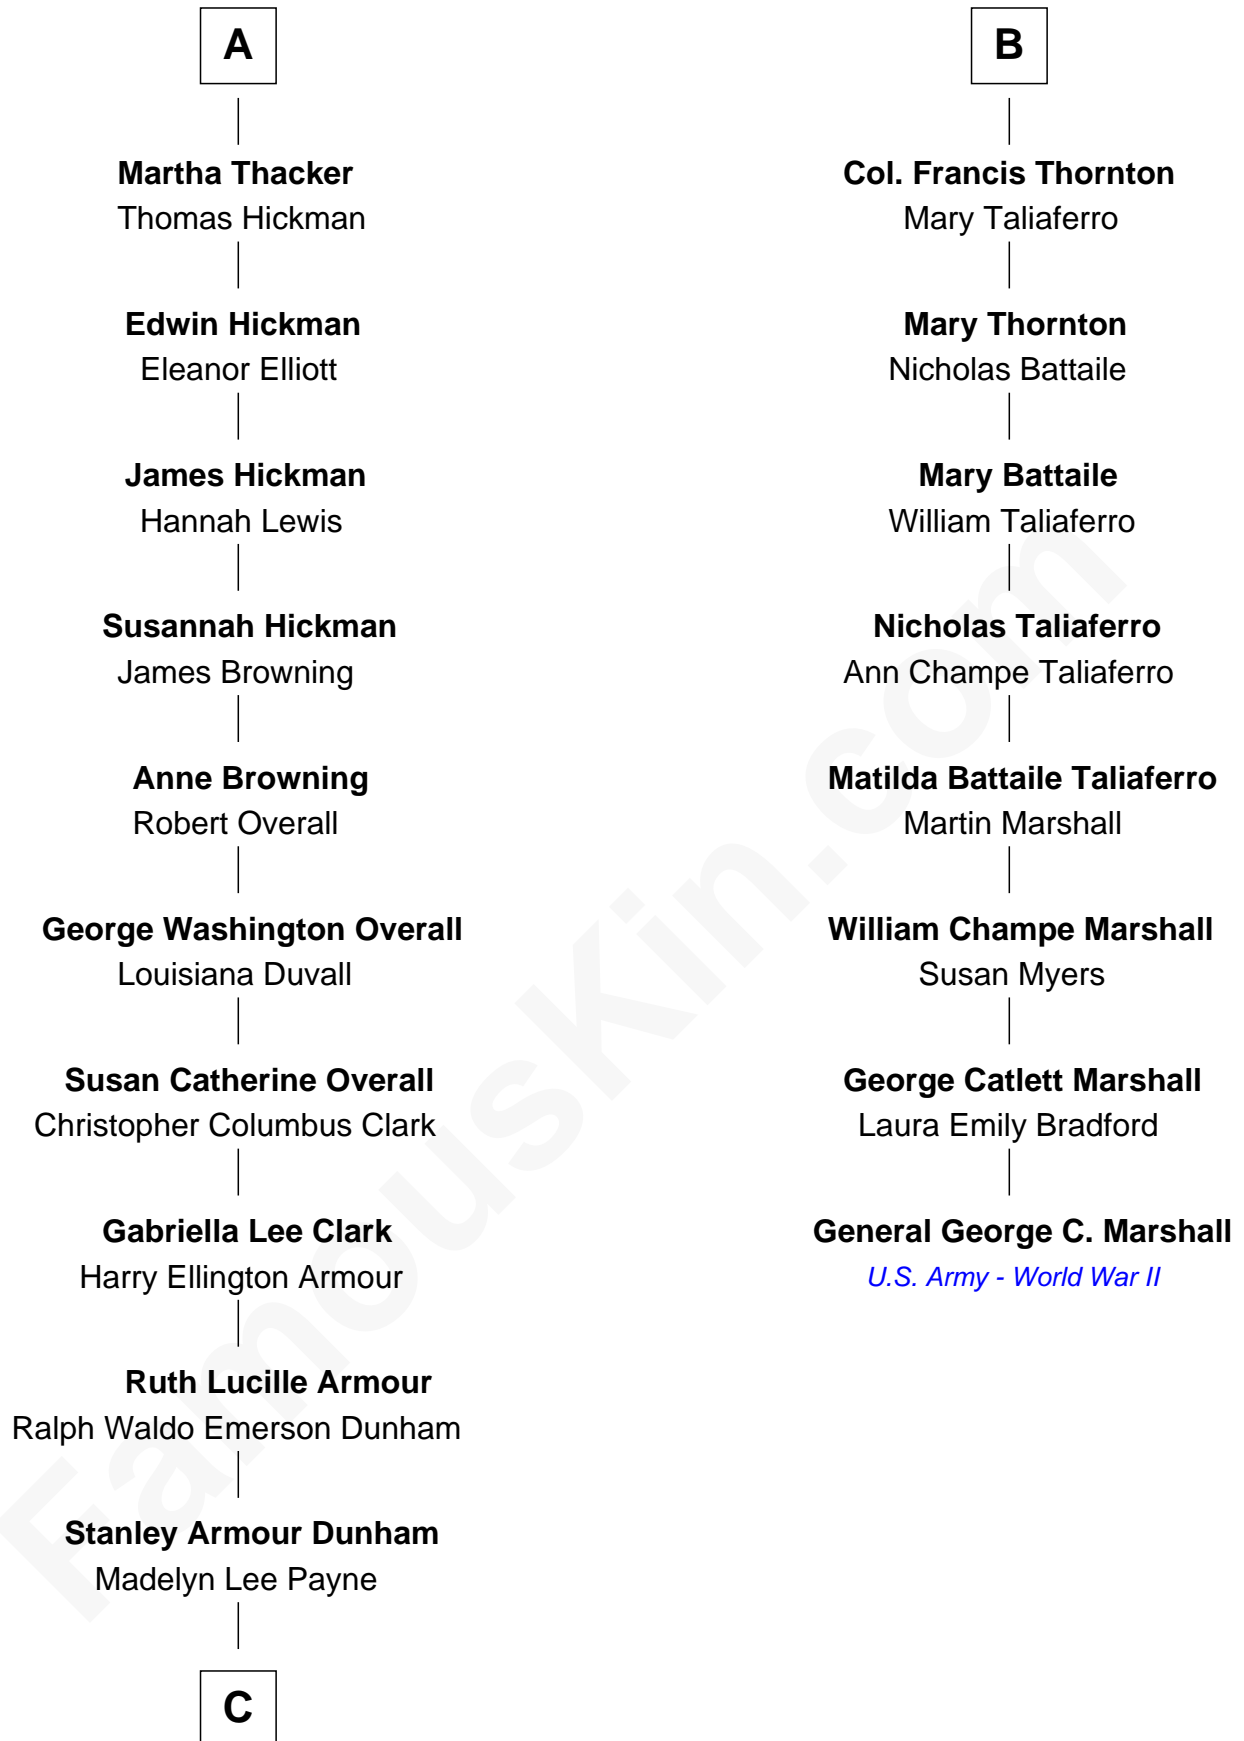 A
Martha Thacker
Thomas Hickman
Edwin Hickman
Eleanor Elliott
James Hickman
Hannah Lewis
Susannah Hickman
James Browning
Anne Browning
Robert Overall
George Washington Overall
Louisiana Duvall
Susan Catherine Overall
Christopher Columbus Clark
Gabriella Lee Clark
Harry Ellington Armour
Ruth Lucille Armour
Ralph Waldo Emerson Dunham
Stanley Armour Dunham
Madelyn Lee Payne
C
B
Col. Francis Thornton
Mary Taliaferro
Mary Thornton
Nicholas Battaile
Mary Battaile
William Taliaferro
Nicholas Taliaferro
Ann Champe Taliaferro
Matilda Battaile Taliaferro
Martin Marshall
William Champe Marshall
Susan Myers
George Catlett Marshall
Laura Emily Bradford
General George C. Marshall
U.S. Army - World War II
FamousKin.com